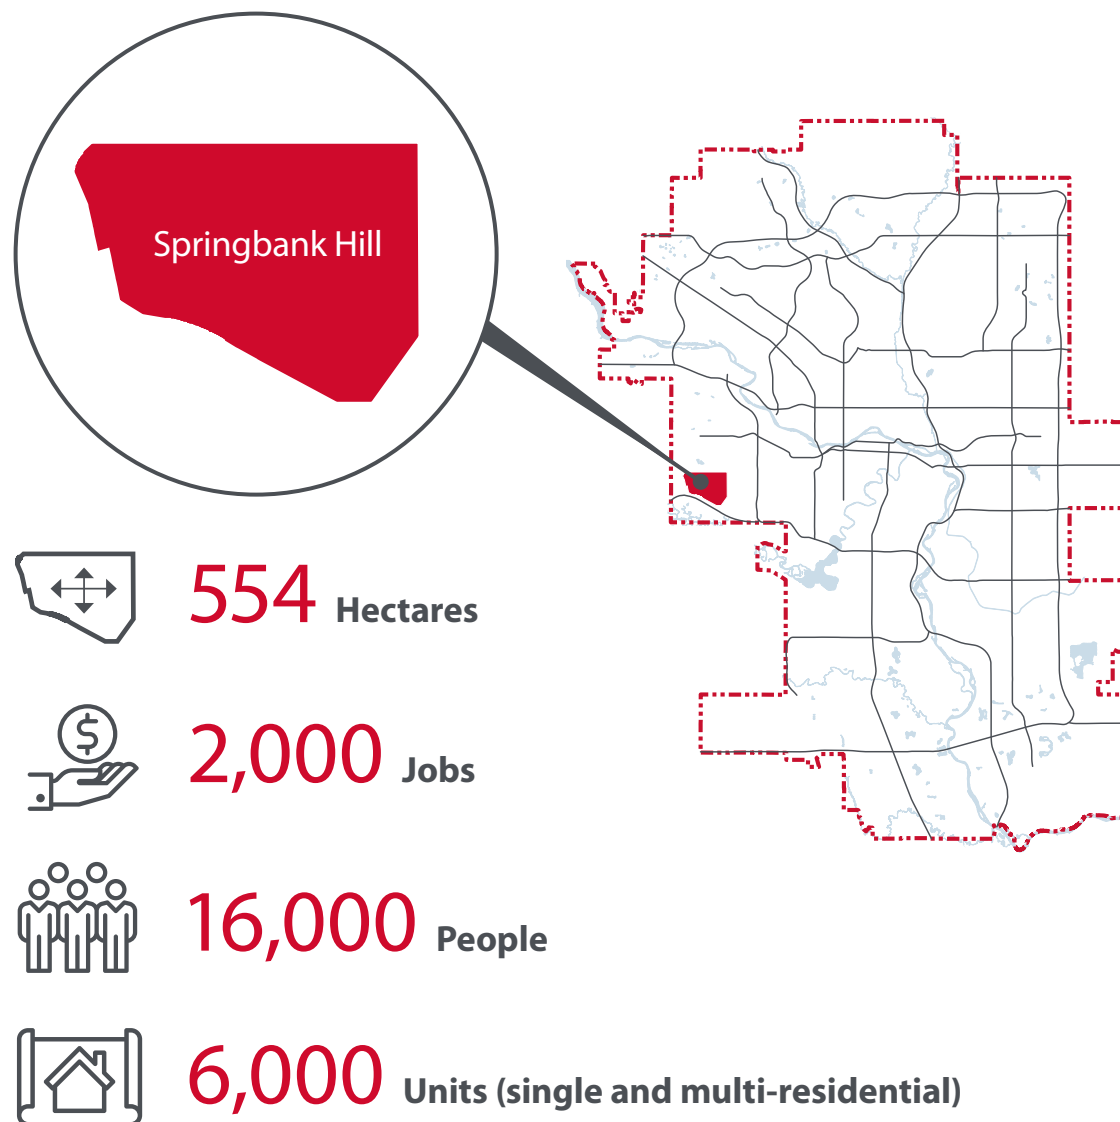 Springbank Hill
554 Hectares
$
2,000 Jobs
16,000 People
6,000 Units (single and multi-residential)